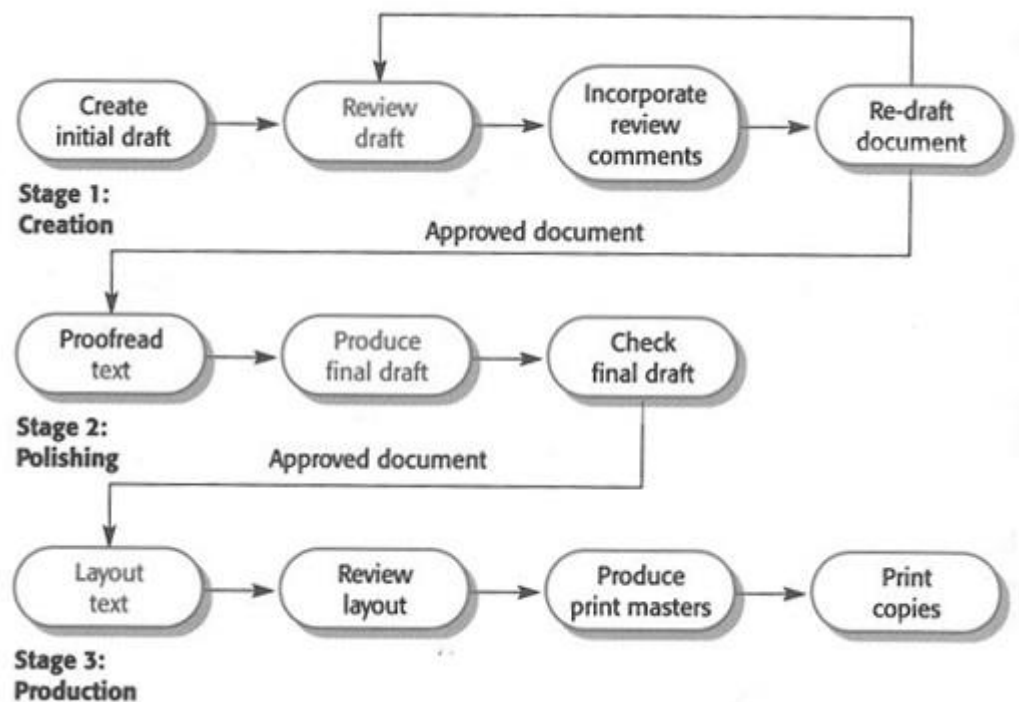 Create
initial draft
Review
draft
Incorporate
review
comments
Re-draft
document
Stage 1:
Creation
Approved document
Proofread
text
Produce
final draft
Check
final draft
Stage 2:
Polishing
Approved document
Layout
text
Review
layout
Produce
print masters
Print
copies
Stage 3:
Production